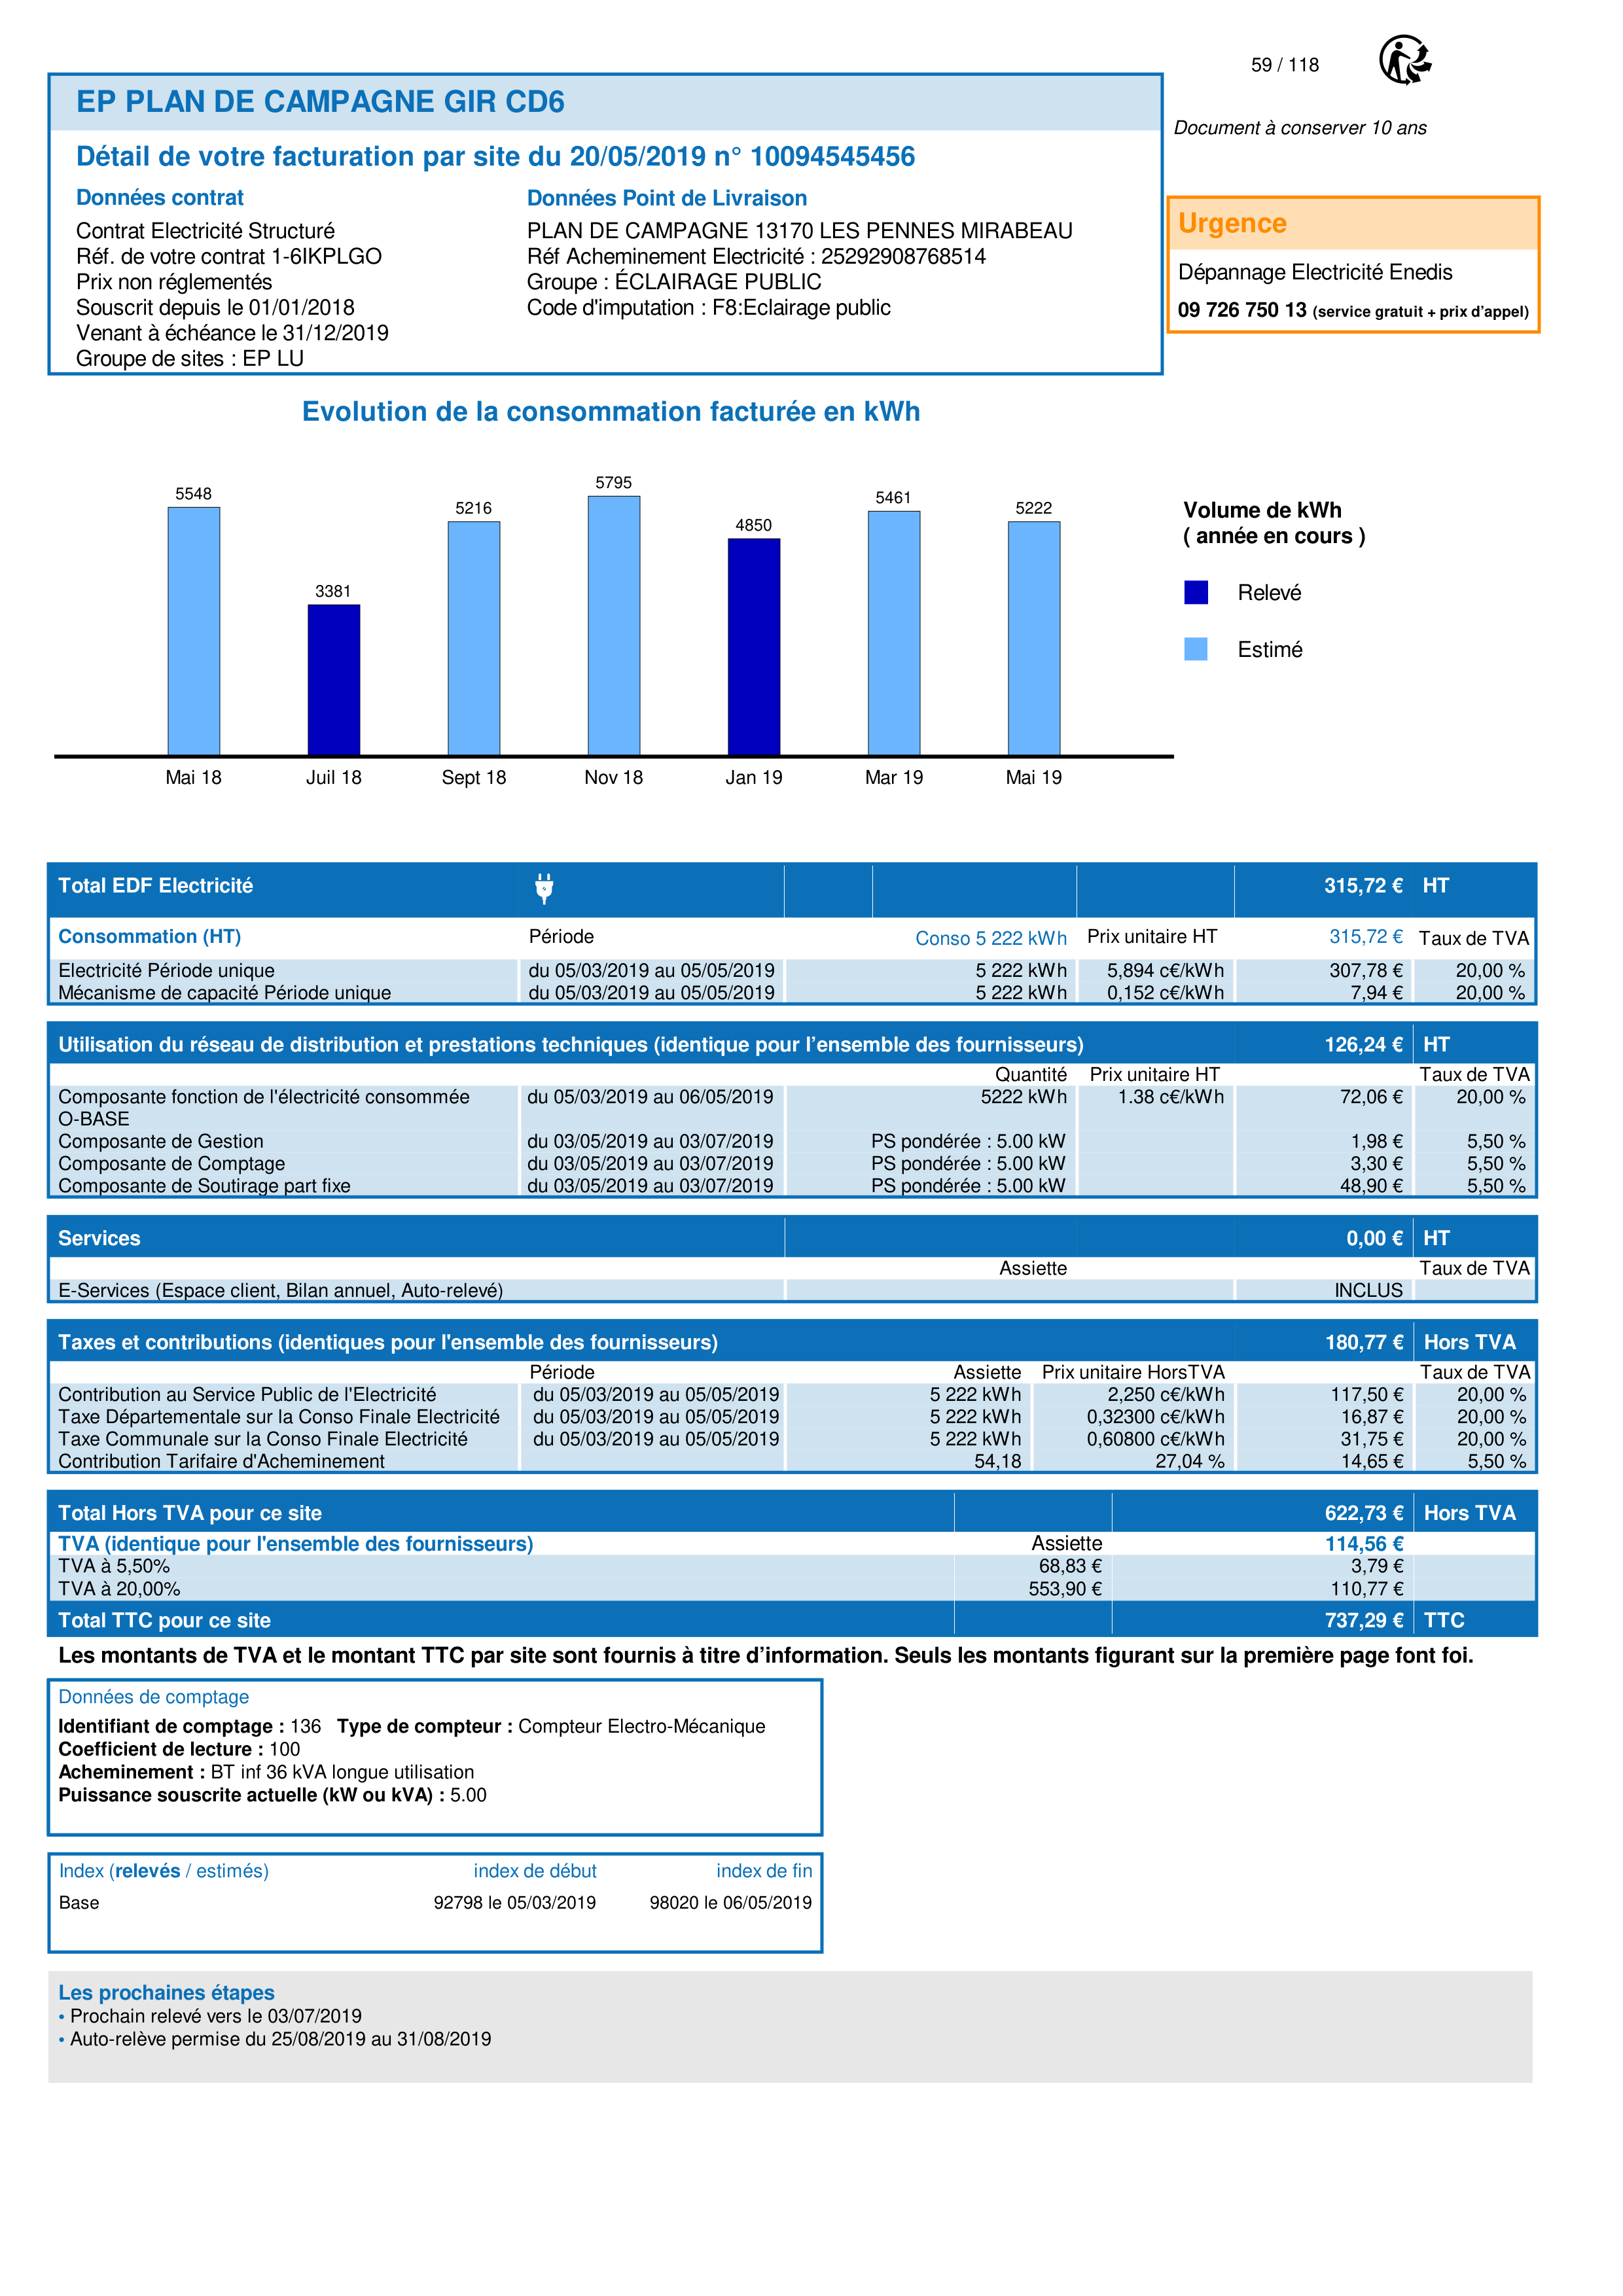 59 / 118
EP PLAN DE CAMPAGNE GIR CD6
Document à conserver 10 ans
Détail de votre facturation par site du 20/05/2019 n° 10094545456
Données contrat
Contrat Electricité Structuré
Réf. de votre contrat 1-6IKPLGO
Prix non réglementés
Souscrit depuis le 01/01/2018
Venant à échéance le 31/12/2019
Groupe de sites : EP LU
Données Point de Livraison
PLAN DE CAMPAGNE 13170 LES PENNES MIRABEAU
Réf Acheminement Electricité : 25292908768514
Groupe : ÉCLAIRAGE PUBLIC
Code d'imputation : F8:Eclairage public
Urgence
Dépannage Electricité Enedis
09 726 750 13 (service gratuit + prix d’appel)
Evolution de la consommation facturée en kWh
5548 3381 5216 5795 4850 5461 5222
Mai 18 Juil 18 Sept 18 Nov 18 Jan 19 Mar 19 Mai 19
Volume de kWh
( année en cours )
Relevé
Estimé
Total EDF Electricité 315,72 € HT
Consommation (HT) Période Conso 5 222 kWh Prix unitaire HT 315,72 € Taux de TVA
Electricité Période unique du 05/03/2019 au 05/05/2019 5 222 kWh 5,894 c€/kWh 307,78 € 20,00 %
Mécanisme de capacité Période unique du 05/03/2019 au 05/05/2019 5 222 kWh 0,152 c€/kWh 7,94 € 20,00 %
Utilisation du réseau de distribution et prestations techniques (identique pour l’ensemble des fournisseurs) 126,24 € HT
Quantité Prix unitaire HT Taux de TVA
Composante fonction de l'électricité consommée du 05/03/2019 au 06/05/2019 5222 kWh 1.38 c€/kWh 72,06 € 20,00 %
O-BASE
Composante de Gestion du 03/05/2019 au 03/07/2019 PS pondérée : 5.00 kW 1,98 € 5,50 %
Composante de Comptage du 03/05/2019 au 03/07/2019 PS pondérée : 5.00 kW 3,30 € 5,50 %
Composante de Soutirage part fixe du 03/05/2019 au 03/07/2019 PS pondérée : 5.00 kW 48,90 € 5,50 %
Services 0,00 € HT
Assiette Taux de TVA
E-Services (Espace client, Bilan annuel, Auto-relevé) INCLUS
Taxes et contributions (identiques pour l'ensemble des fournisseurs) 180,77 € Hors TVA
Période Assiette Prix unitaire HorsTVA Taux de TVA
Contribution au Service Public de l'Electricité du 05/03/2019 au 05/05/2019 5 222 kWh 2,250 c€/kWh 117,50 € 20,00 %
Taxe Départementale sur la Conso Finale Electricité du 05/03/2019 au 05/05/2019 5 222 kWh 0,32300 c€/kWh 16,87 € 20,00 %
Taxe Communale sur la Conso Finale Electricité du 05/03/2019 au 05/05/2019 5 222 kWh 0,60800 c€/kWh 31,75 € 20,00 %
Contribution Tarifaire d'Acheminement 54,18 27,04 % 14,65 € 5,50 %
Total Hors TVA pour ce site 622,73 € Hors TVA
TVA (identique pour l'ensemble des fournisseurs) Assiette 114,56 €
TVA à 5,50% 68,83 € 3,79 €
TVA à 20,00% 553,90 € 110,77 €
Total TTC pour ce site 737,29 € TTC
Les montants de TVA et le montant TTC par site sont fournis à titre d’information. Seuls les montants figurant sur la première page font foi.
Données de comptage
Identifiant de comptage : 136 Type de compteur : Compteur Electro-Mécanique
Coefficient de lecture : 100
Acheminement : BT inf 36 kVA longue utilisation
Puissance souscrite actuelle (kW ou kVA) : 5.00
Index (relevés / estimés) index de début index de fin
Base 92798 le 05/03/2019 98020 le 06/05/2019
Les prochaines étapes
• Prochain relevé vers le 03/07/2019
• Auto-relève permise du 25/08/2019 au 31/08/2019